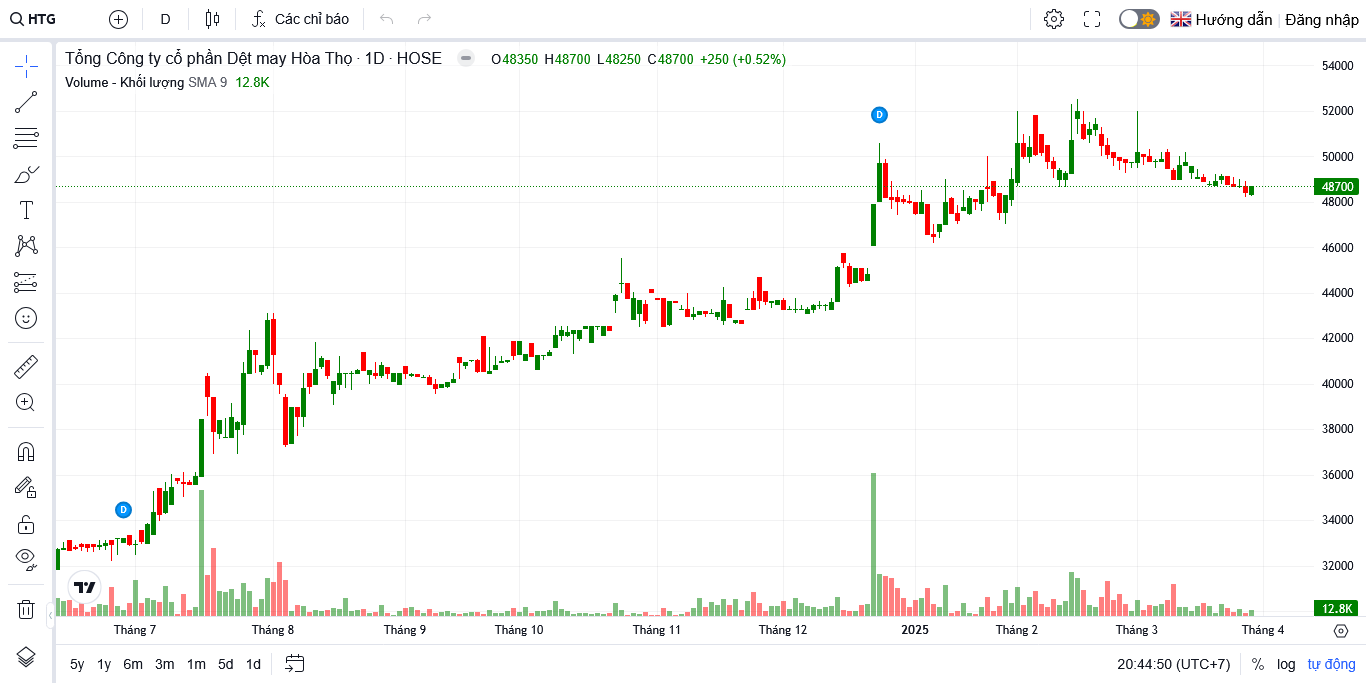 HTG D Các chỉ báo Hướng dẫn Đăng nhập
Tổng Công ty cổ phần Dệt may Hòa Thọ · 1D · HOSE O48350 H48700 L48250 C48700 +250 (+0.52%)
Volume - Khối lượng SMA 9 12.8K
54000
D
52000
50000
48700
48000
46000
44000
42000
40000
38000
36000
D
34000
32000
12.8K
Tháng 7 Tháng 8 Tháng 9 Tháng 10 Tháng 11 Tháng 12 2025 Tháng 2 Tháng 3 Tháng 4
5y 1y 6m 3m 1m 5d 1d 20:44:50 (UTC+7) % log tự động